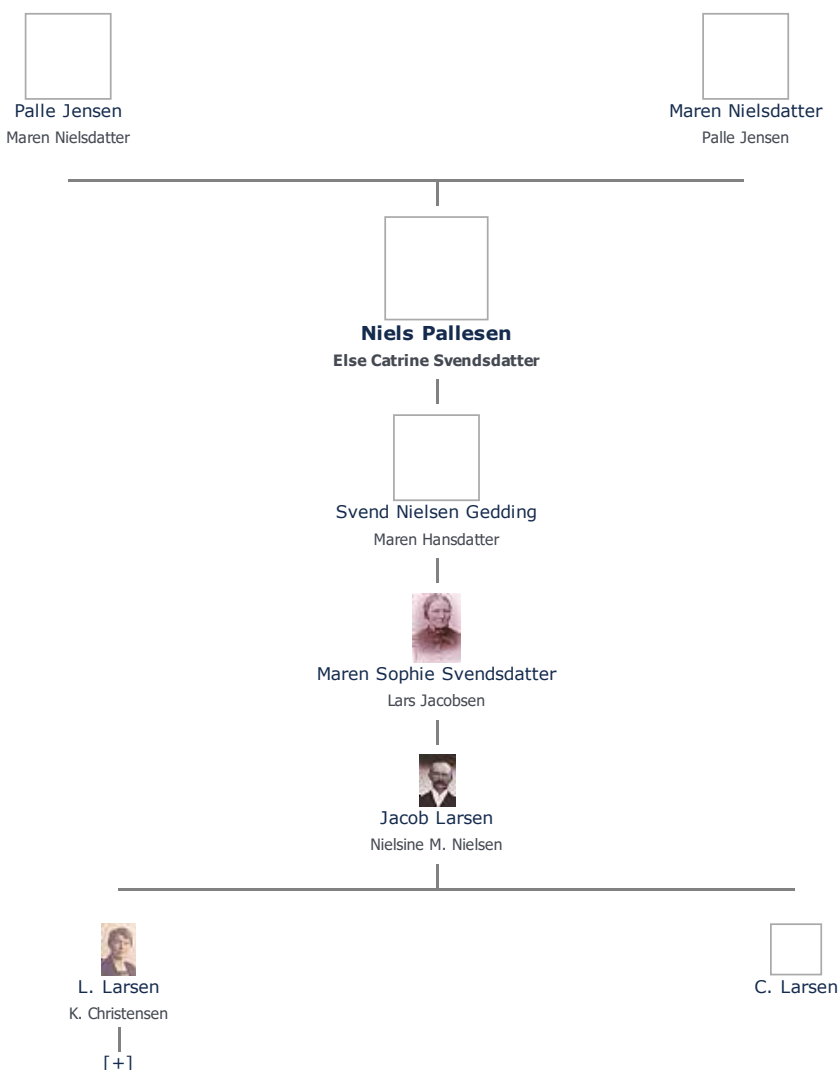 Palle Jensen
Maren Nielsdatter
Maren Nielsdatter
Palle Jensen
Niels Pallesen
Else Catrine Svendsdatter
Svend Nielsen Gedding
Maren Hansdatter
Maren Sophie Svendsdatter
Lars Jacobsen
Jacob Larsen
Nielsine M. Nielsen
L. Larsen
K. Christensen
[+]
C. Larsen